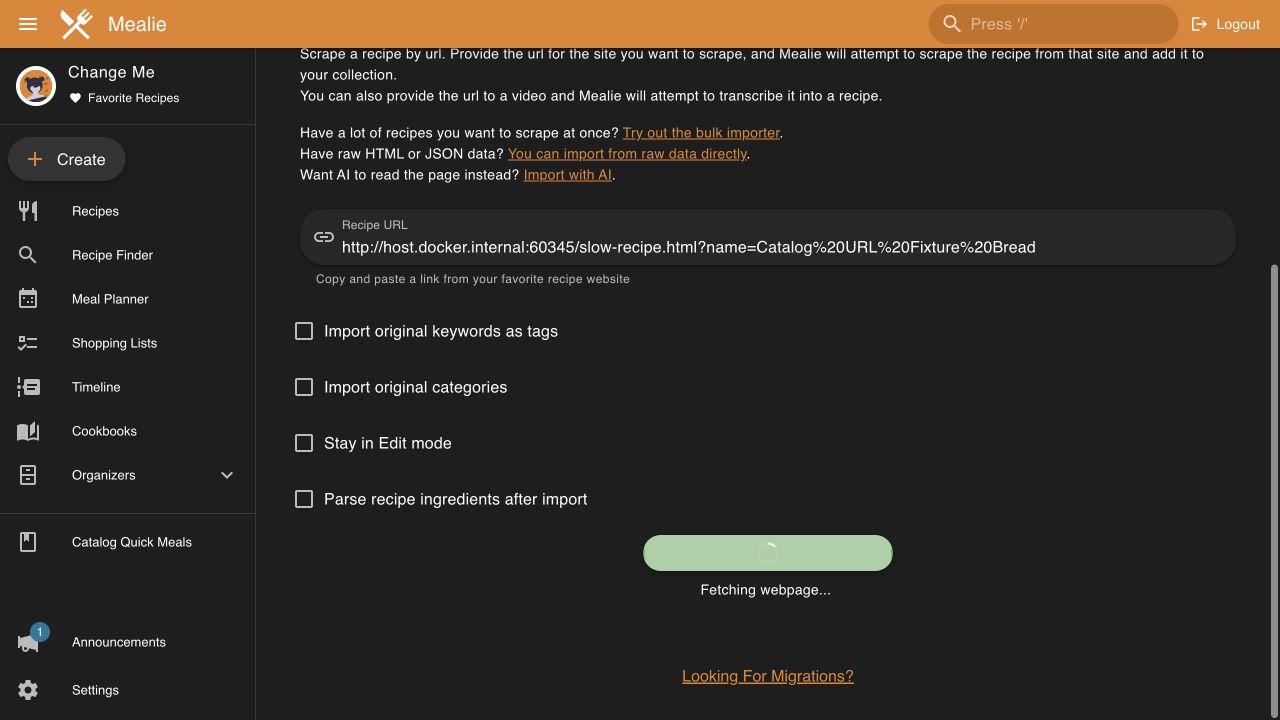 Mealie
Press '/'
Logout
Change Me
Favorite Recipes
Create
Recipes
Recipe Finder
Meal Planner
Shopping Lists
Timeline
Cookbooks
Organizers
Catalog Quick Meals
1
Announcements
Settings
Scrape a recipe by url. Provide the url for the site you want to scrape, and Mealie will attempt to scrape the recipe from that site and add it to
your collection.
You can also provide the url to a video and Mealie will attempt to transcribe it into a recipe.
Have a lot of recipes you want to scrape at once? Try out the bulk importer.
Have raw HTML or JSON data? You can import from raw data directly.
Want AI to read the page instead? Import with AI.
Recipe URL
http://host.docker.internal:60345/slow-recipe.html?name=Catalog%20URL%20Fixture%20Bread
Copy and paste a link from your favorite recipe website
Import original keywords as tags
Import original categories
Stay in Edit mode
Parse recipe ingredients after import
Fetching webpage...
Looking For Migrations?